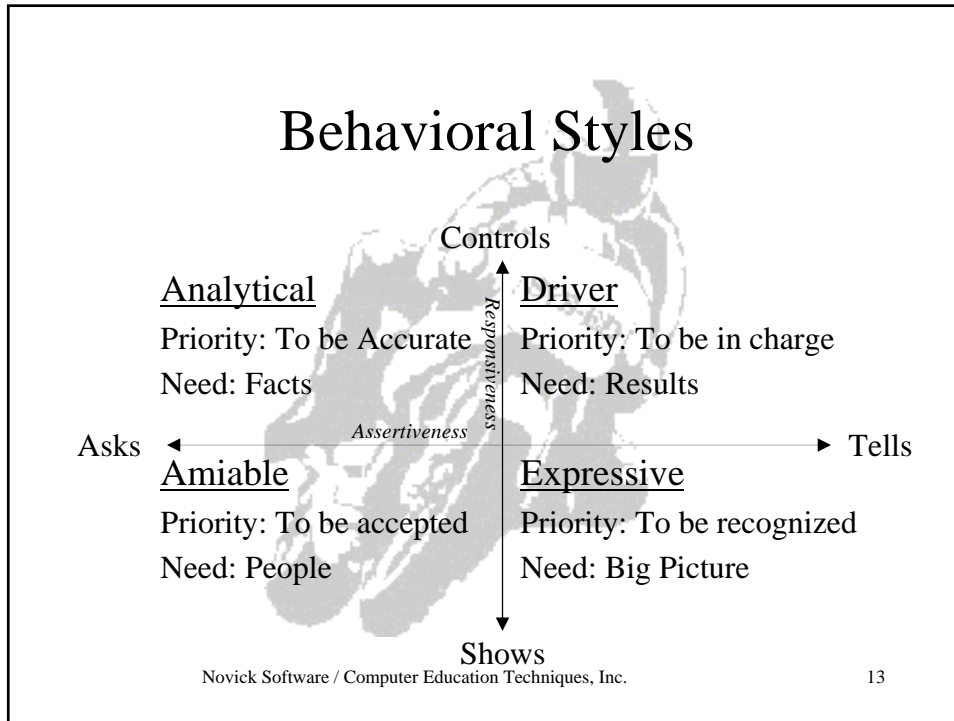 Behavioral Styles
Controls
Analytical
Priority: To be Accurate
Need: Facts
Responsiveness
Driver
Priority: To be in charge
Need: Results
Asks
Assertiveness
Tells
Amiable
Priority: To be accepted
Need: People
Expressive
Priority: To be recognized
Need: Big Picture
Shows
Novick Software / Computer Education Techniques, Inc.
13